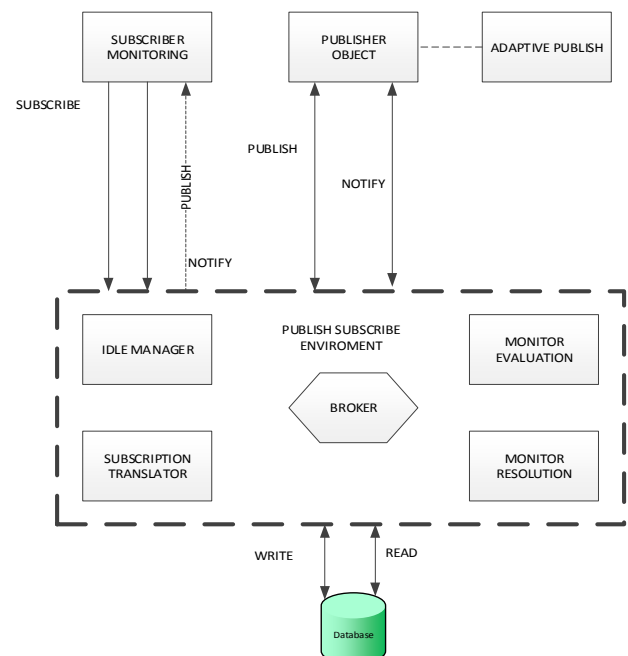 SUBSCRIBER
MONITORING
PUBLISHER
OBJECT
ADAPTIVE PUBLISH
SUBSCRIBE
PUBLISH
PUBLISH
NOTIFY
NOTIFY
IDLE MANAGER
PUBLISH SUBSCRIBE
ENVIROMENT
MONITOR
EVALUATION
BROKER
SUBSCRIPTION
TRANSLATOR
MONITOR
RESOLUTION
WRITE
READ
Database